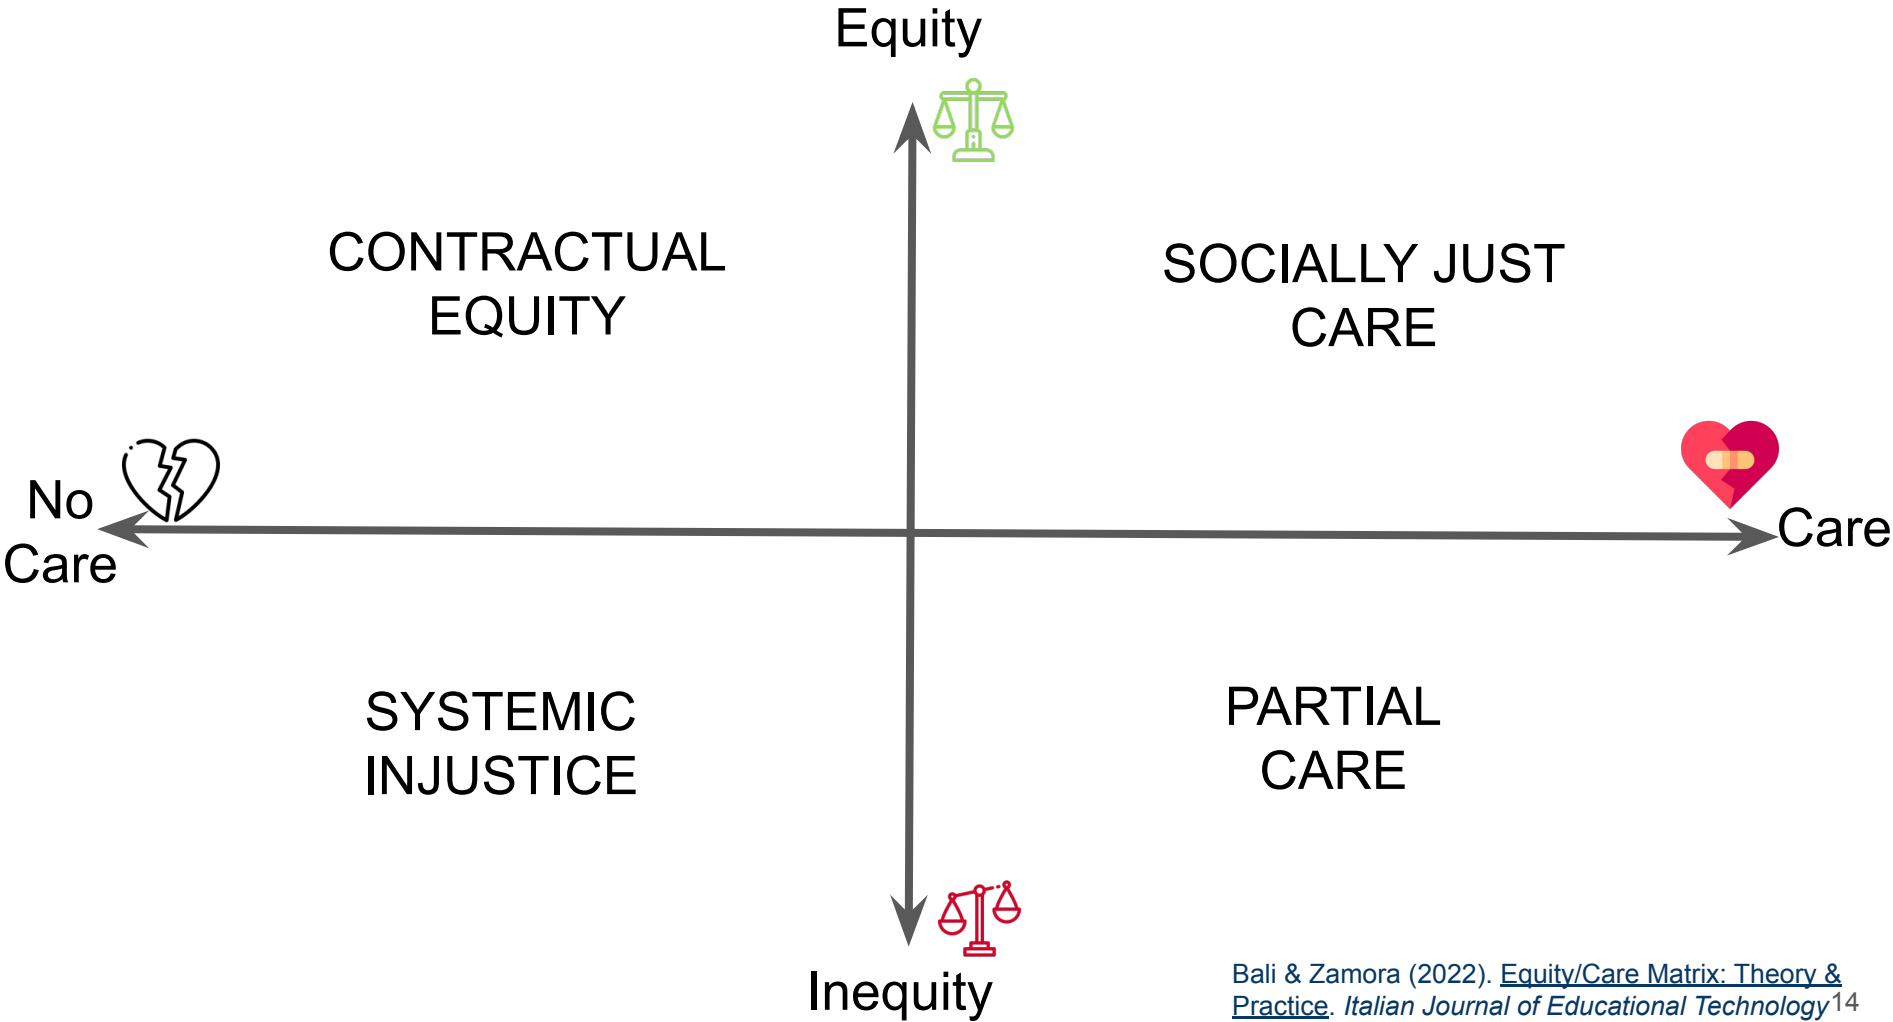 Equity
CONTRACTUAL
EQUITY
SOCIALLY JUST
CARE
No
Care
Care
SYSTEMIC
INJUSTICE
PARTIAL
CARE
Inequity
Bali & Zamora (2022). Equity/Care Matrix: Theory &
Practice. Italian Journal of Educational Technology
14